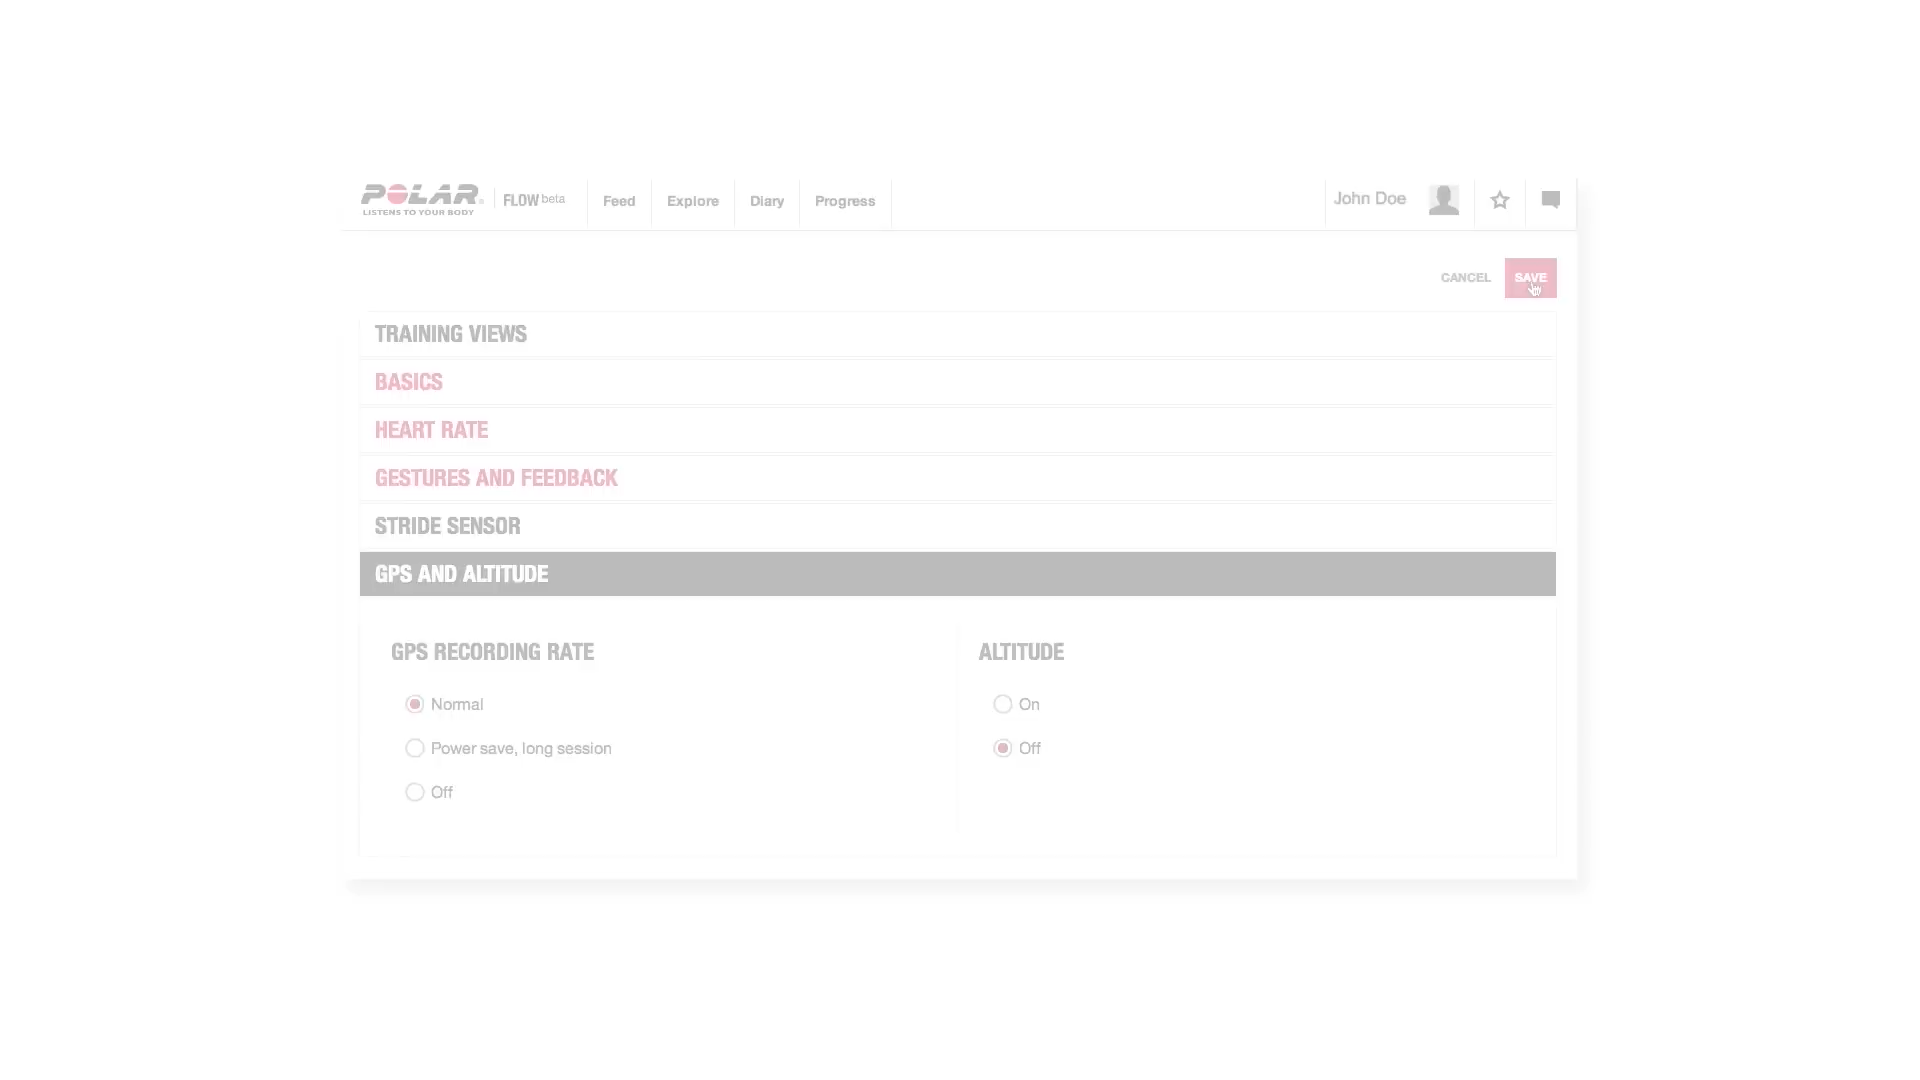 POLAR
LISTENS TO YOUR BODY
FLOW beta
Feed
Explore
Diary
Progress
John Doe
CANCEL
SAVE
TRAINING VIEWS
BASICS
HEART RATE
GESTURES AND FEEDBACK
STRIDE SENSOR
GPS AND ALTITUDE
GPS RECORDING RATE
Normal
Power save, long session
Off
ALTITUDE
On
Off